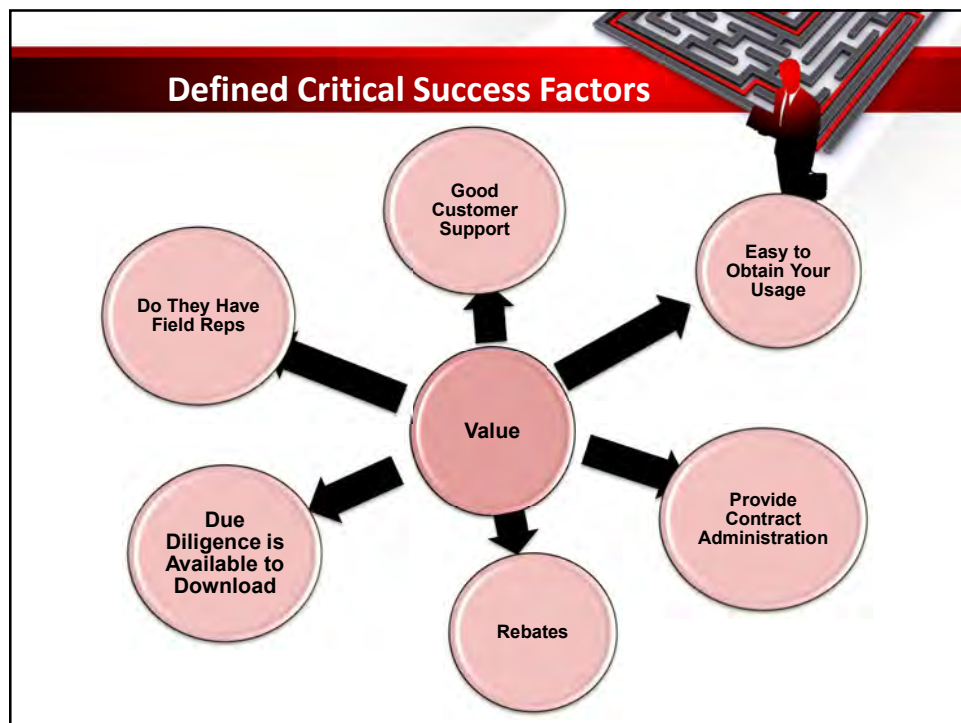 Defined Critical Success Factors
Good
Customer
Support
Easy to
Obtain Your
Usage
Do They Have
Field Reps
Value
Provide
Contract
Administration
Due
Diligence is
Available to
Download
Rebates